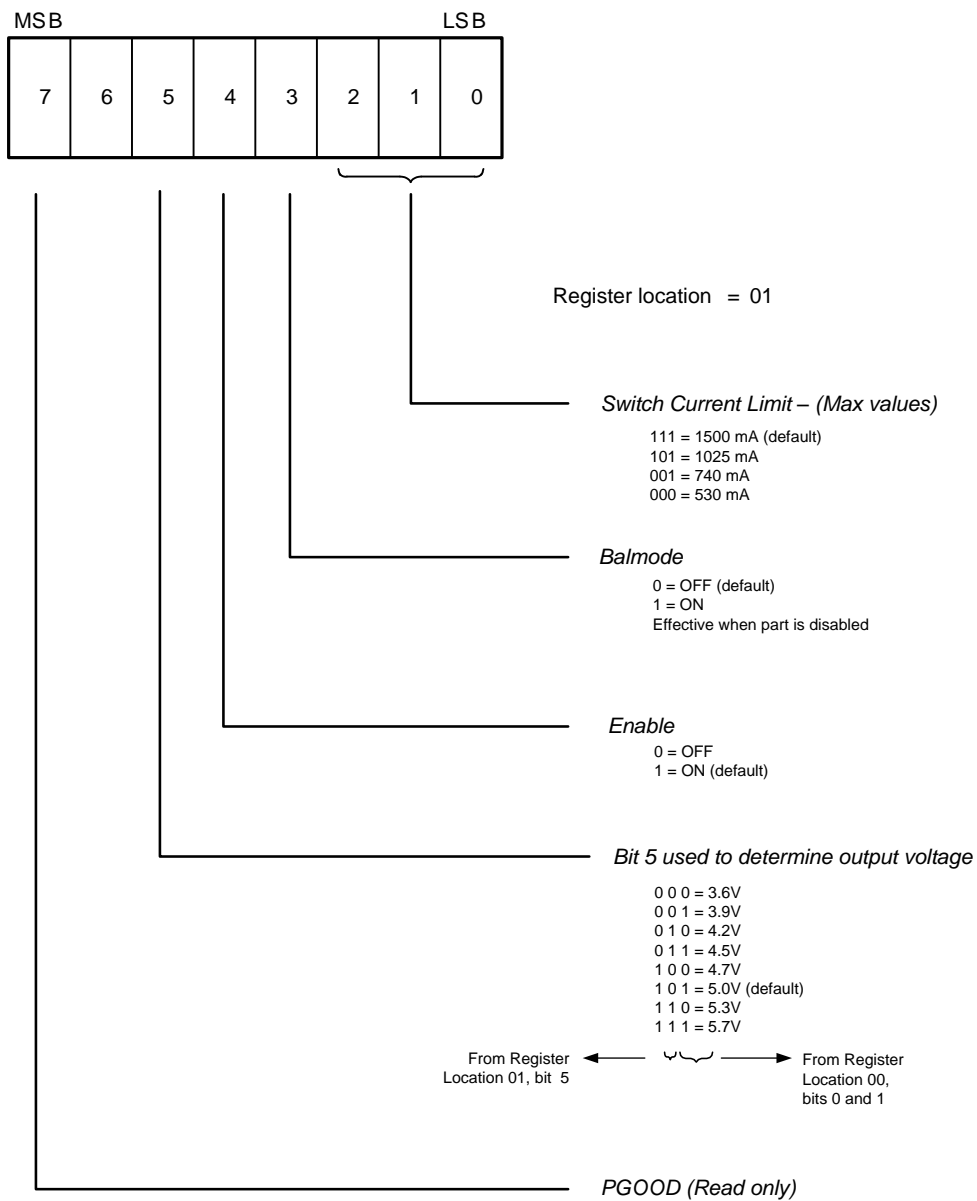 MSB LSB
7 6 5 4 3 2 1 0
Register location = 01
Switch Current Limit – (Max values)
111 = 1500 mA (default)
101 = 1025 mA
001 = 740 mA
000 = 530 mA
Balmode
0 = OFF (default)
1 = ON
Effective when part is disabled
Enable
0 = OFF
1 = ON (default)
Bit 5 used to determine output voltage
0 0 0 = 3.6V
0 0 1 = 3.9V
0 1 0 = 4.2V
0 1 1 = 4.5V
1 0 0 = 4.7V
1 0 1 = 5.0V (default)
1 1 0 = 5.3V
1 1 1 = 5.7V
From Register
Location 01, bit 5
From Register
Location 00,
bits 0 and 1
PGOOD (Read only)